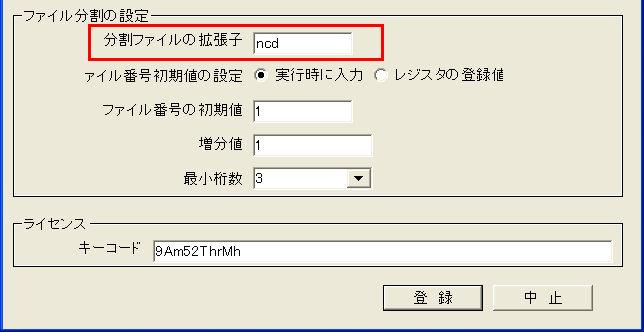 ファイル分割の設定
分割ファイルの拡張子 ncd
ァイル番号初期値の設定 実行時に入力 レジスタの登録値
ファイル番号の初期値 1
増分値 1
最小桁数 3
ライセンス
キーコード 9Am52ThrMh
登 録 中 止